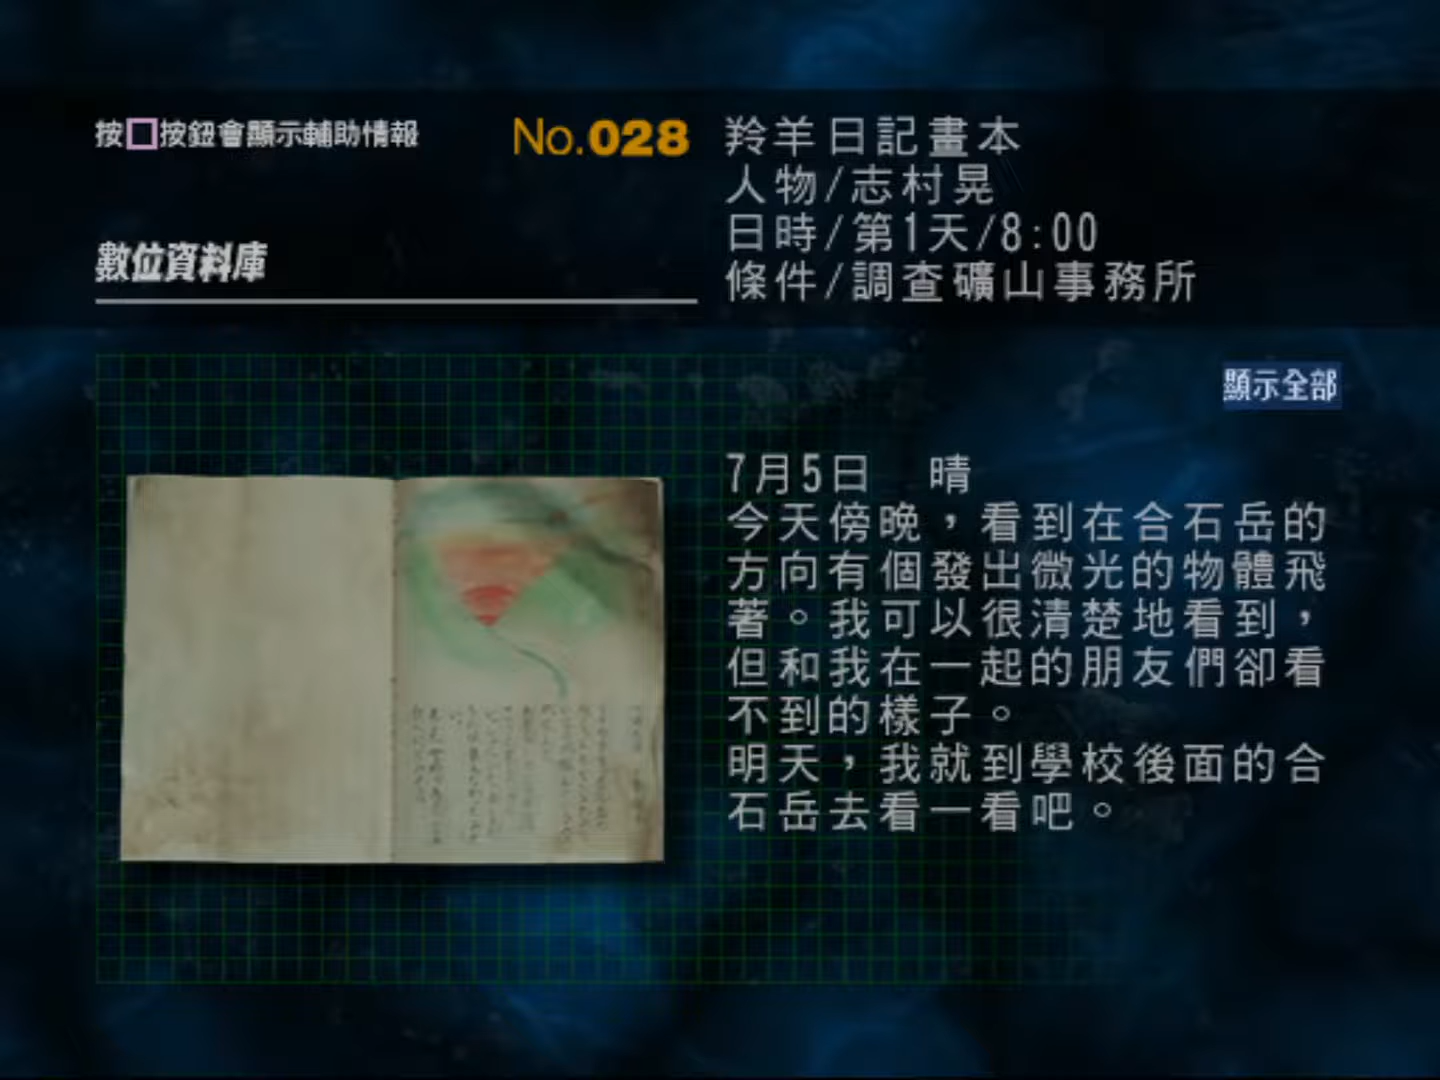 按□按鈕會顯示輔助情報
No.028
羚羊日記畫本
人物/志村晃
日時/第1天/8:00
條件/調查礦山事務所
數位資料庫
顯示全部
7月5日 晴
今天傍晚，看到在合石岳的
方向有個發出微光的物體飛
著。我可以很清楚地看到，
但和我在一起的朋友們卻看
不到的樣子。
明天，我就到學校後面的合
石岳去看一看吧。